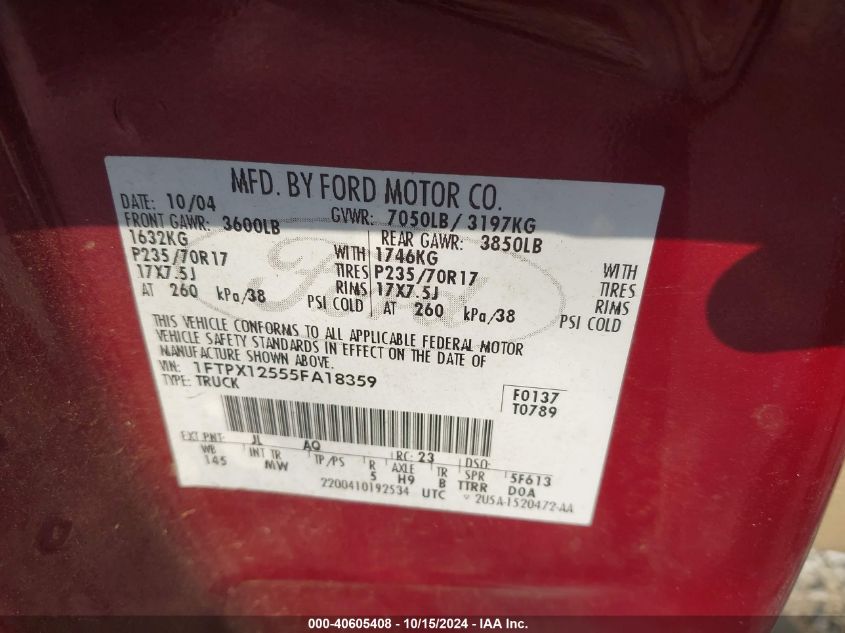 MFD. BY FORD MOTOR CO.
DATE: 10/04 GVWR: 7050LB/ 3197KG
FRONT GAWR: 3600LB REAR GAWR: 3850LB
1632KG WITH 1746KG WITH
P235/70R17 TIRES P235/70R17 TIRES
17X7.5J RIMS 17X7.5J RIMS
AT 260 kPa/38 PSI COLD AT 260 kPa/38 PSI COLD
THIS VEHICLE CONFORMS TO ALL APPLICABLE FEDERAL MOTOR
VEHICLE SAFETY STANDARDS IN EFFECT ON THE DATE OF
MANUFACTURE SHOWN ABOVE.
VIN: 1FTPX12555FA18359
TYPE: TRUCK
F0137
T0789
EXT PNT: JL AQ RC: 23 DSO:
WB INT TR TP/PS R AXLE TR SPR 5F613
145 MW 5 H9 B TTRR DOA
2200410192534 UTC 2U5A-1520472-AA
Ford
000-40605408 - 10/15/2024 - IAA Inc.